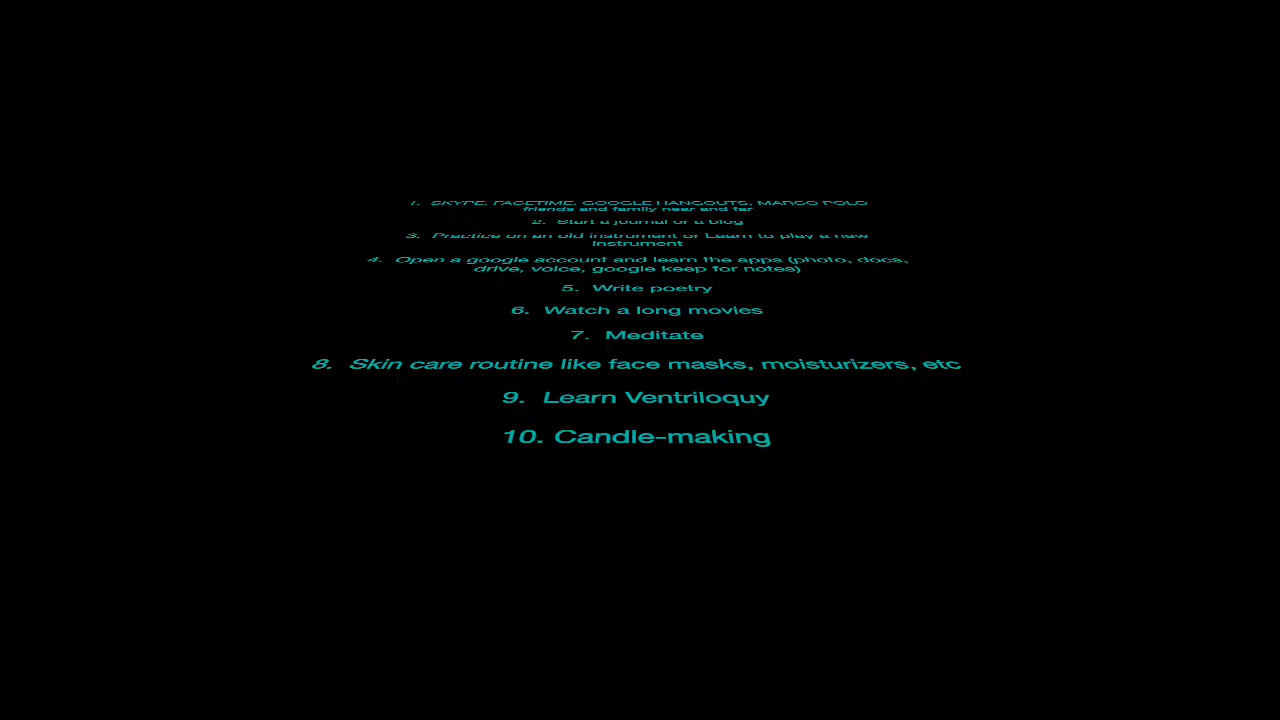 1. SKYPE, FACETIME, GOOGLE HANGOUTS, MARCO POLO
friends and family near and far
2. Start a journal or a blog
3. Practice on an old instrument or Learn to play a new
instrument
4. Open a google account and learn the apps (photo, docs,
drive, voice, google keep for notes)
5. Write poetry
6. Watch a long movies
7. Meditate
8. Skin care routine like face masks, moisturizers, etc
9. Learn Ventriloquy
10. Candle-making